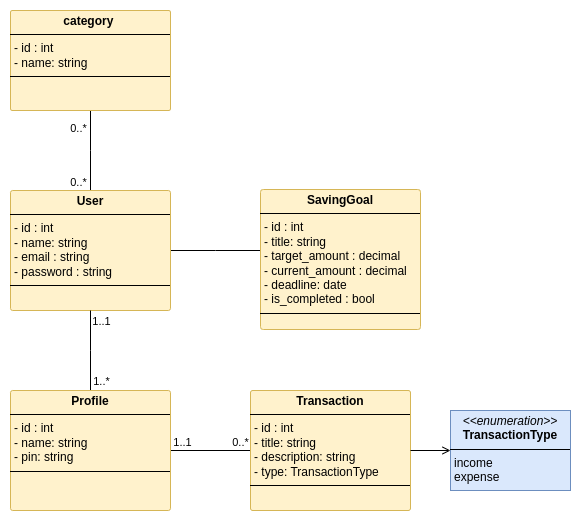 category
- id : int
- name: string
0..*
0..*
User
- id : int
- name: string
- email : string
- password : string
SavingGoal
- id : int
- title: string
- target_amount : decimal
- current_amount : decimal
- deadline: date
- is_completed : bool
1..1
1..*
Profile
- id : int
- name: string
- pin: string
1..1
0..*
Transaction
- id : int
- title: string
- description: string
- type: TransactionType
<<enumeration>>
TransactionType
income
expense